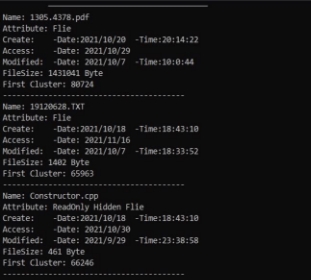 Name: 1305.4378.pdf
Attribute: Flie
Create:    -Date:2021/10/20  -Time:20:14:22
Access:    -Date:2021/10/29
Modified:  -Date:2021/10/7  -Time:10:0:44
FileSize: 1431041 Byte
First Cluster: 80724
----------------------------------------
Name: 19120628.TXT
Attribute: Flie
Create:    -Date:2021/10/18  -Time:18:43:10
Access:    -Date:2021/11/16
Modified:  -Date:2021/10/7  -Time:18:33:52
FileSize: 1402 Byte
First Cluster: 65963
----------------------------------------
Name: Constructor.cpp
Attribute: ReadOnly Hidden Flie
Create:    -Date:2021/10/18  -Time:18:43:10
Access:    -Date:2021/10/30
Modified:  -Date:2021/9/29  -Time:23:38:58
FileSize: 461 Byte
First Cluster: 66246
----------------------------------------